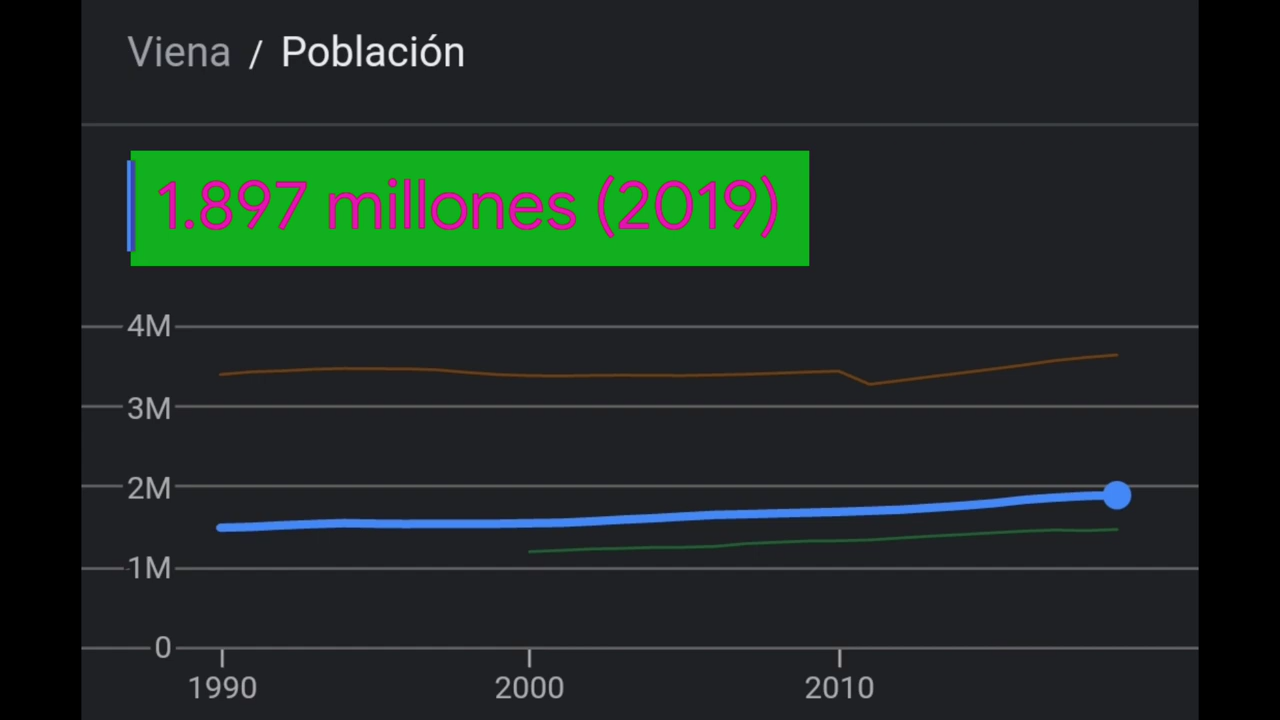 Viena / Población
1.897 millones (2019)
4M
3M
2M
1M
0
1990 2000 2010